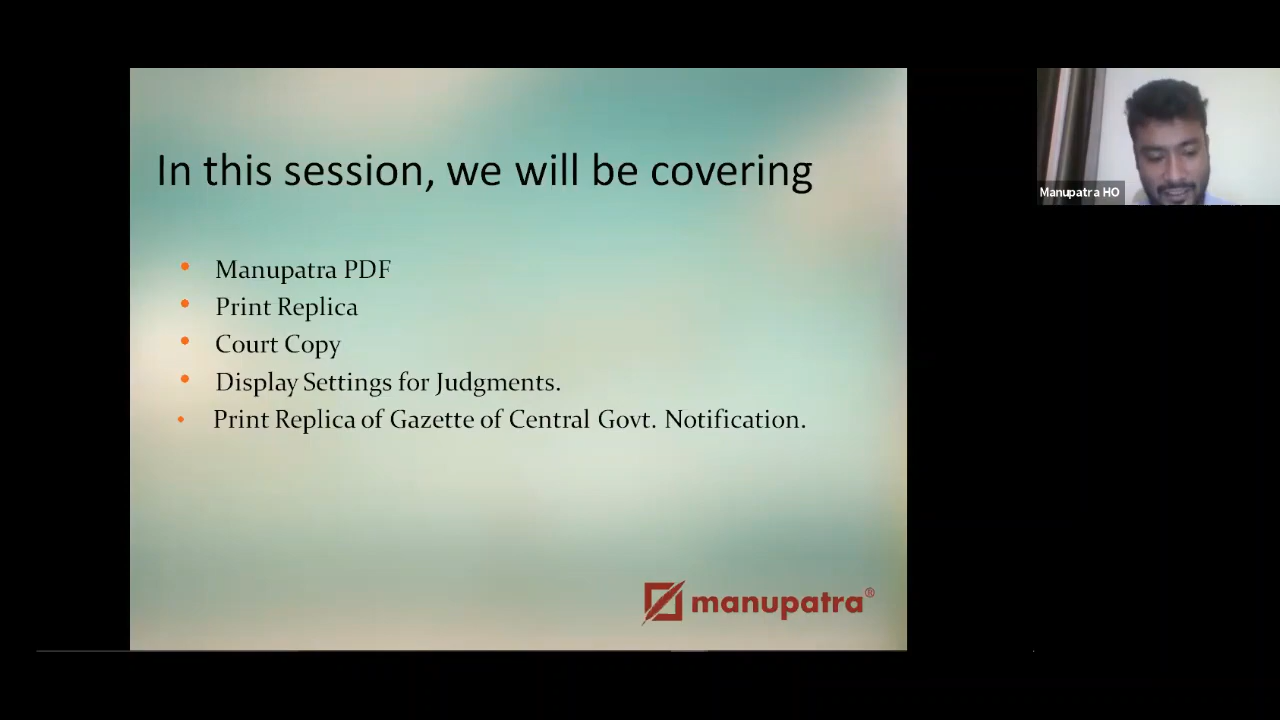 In this session, we will be covering
• Manupatra PDF
• Print Replica
• Court Copy
• Display Settings for Judgments.
• Print Replica of Gazette of Central Govt. Notification.
manupatra®
Manupatra HO